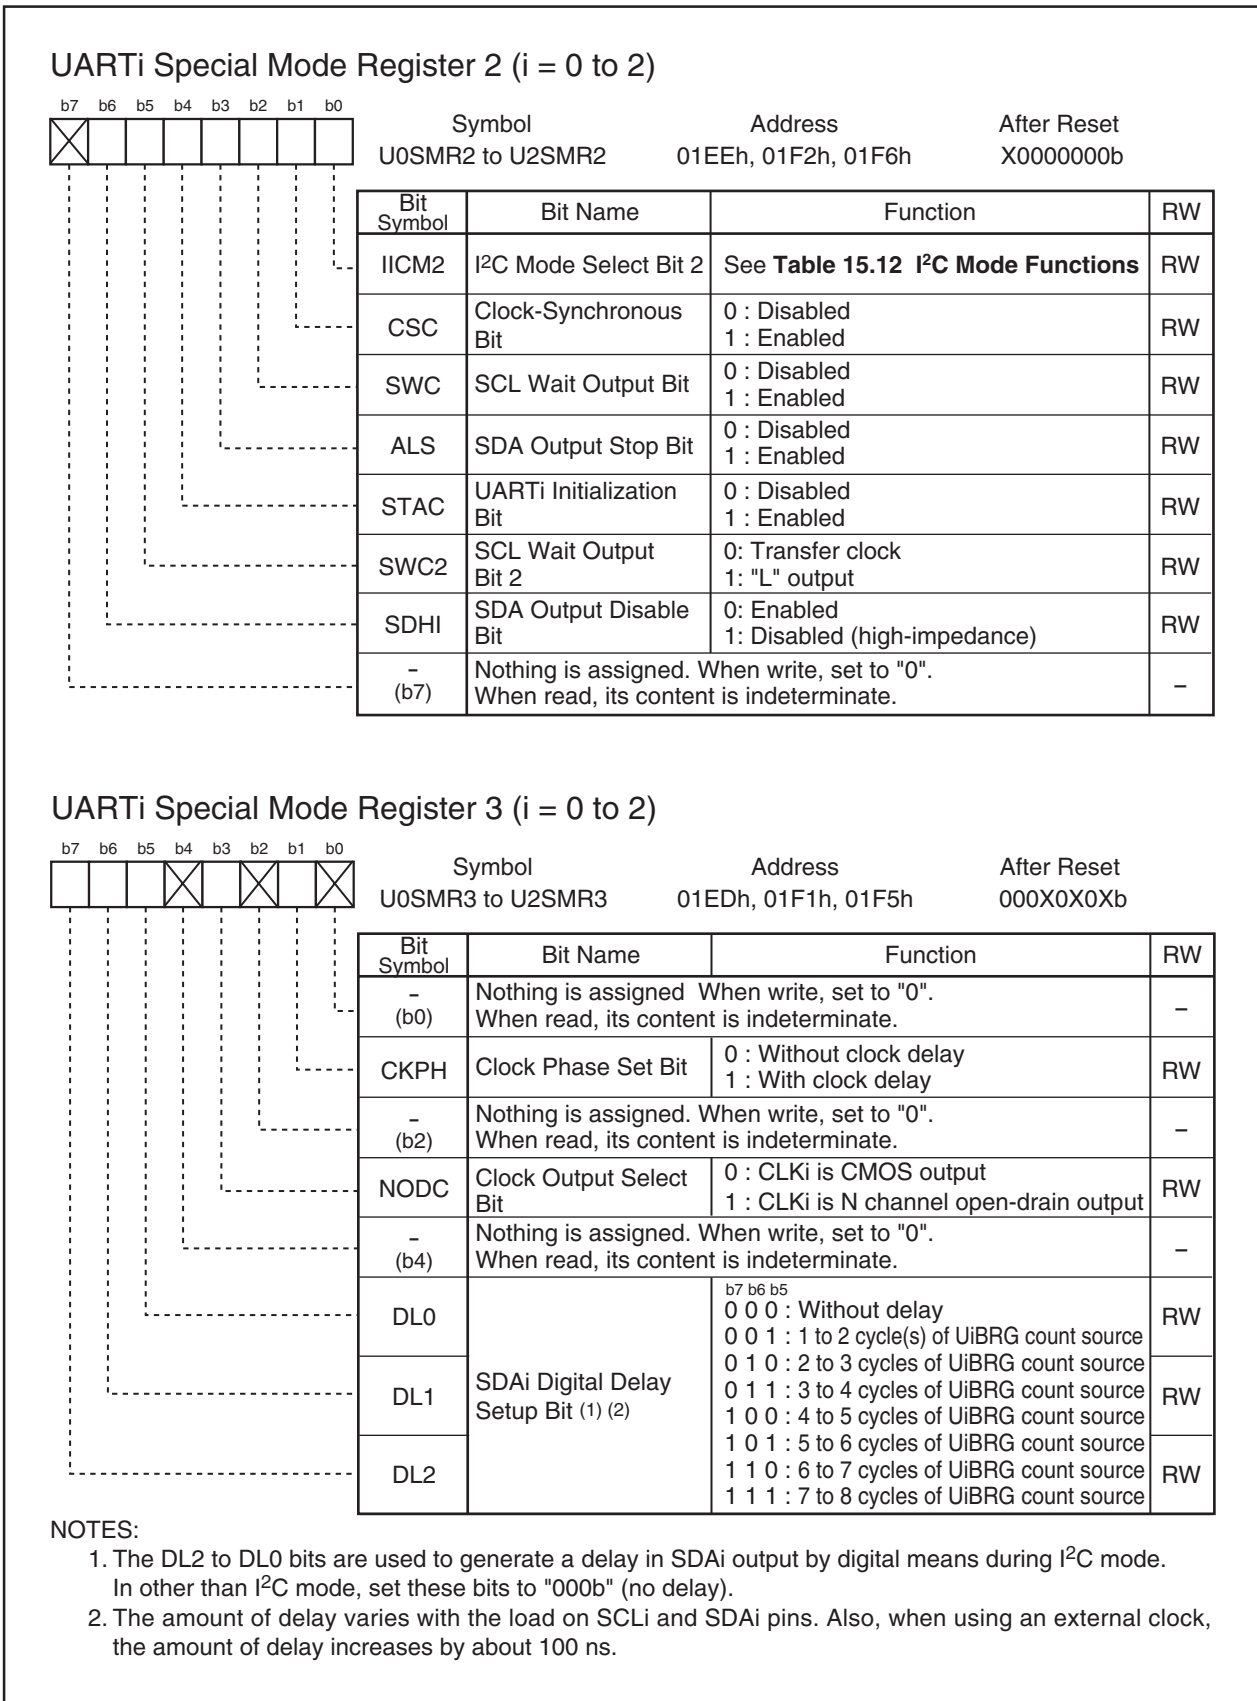 UARTi Special Mode Register 2 (i = 0 to 2)
b7 b6 b5 b4 b3 b2 b1 b0
Symbol Address After Reset
U0SMR2 to U2SMR2 01EEh, 01F2h, 01F6h X0000000b
Bit Symbol Bit Name Function RW
IICM2 I2C Mode Select Bit 2 See Table 15.12 I2C Mode Functions RW
CSC Clock-Synchronous Bit 0 : Disabled
1 : Enabled RW
SWC SCL Wait Output Bit 0 : Disabled
1 : Enabled RW
ALS SDA Output Stop Bit 0 : Disabled
1 : Enabled RW
STAC UARTi Initialization Bit 0 : Disabled
1 : Enabled RW
SWC2 SCL Wait Output Bit 2 0: Transfer clock
1: "L" output RW
SDHI SDA Output Disable Bit 0: Enabled
1: Disabled (high-impedance) RW
–
(b7) Nothing is assigned. When write, set to "0".
When read, its content is indeterminate. –
UARTi Special Mode Register 3 (i = 0 to 2)
b7 b6 b5 b4 b3 b2 b1 b0
Symbol Address After Reset
U0SMR3 to U2SMR3 01EDh, 01F1h, 01F5h 000X0X0Xb
Bit Symbol Bit Name Function RW
–
(b0) Nothing is assigned When write, set to "0".
When read, its content is indeterminate. –
CKPH Clock Phase Set Bit 0 : Without clock delay
1 : With clock delay RW
–
(b2) Nothing is assigned. When write, set to "0".
When read, its content is indeterminate. –
NODC Clock Output Select Bit 0 : CLKi is CMOS output
1 : CLKi is N channel open-drain output RW
–
(b4) Nothing is assigned. When write, set to "0".
When read, its content is indeterminate. –
DL0 RW
DL1 RW
DL2 RW
SDAi Digital Delay
Setup Bit (1) (2)
b7 b6 b5
0 0 0 : Without delay
0 0 1 : 1 to 2 cycle(s) of UiBRG count source
0 1 0 : 2 to 3 cycles of UiBRG count source
0 1 1 : 3 to 4 cycles of UiBRG count source
1 0 0 : 4 to 5 cycles of UiBRG count source
1 0 1 : 5 to 6 cycles of UiBRG count source
1 1 0 : 6 to 7 cycles of UiBRG count source
1 1 1 : 7 to 8 cycles of UiBRG count source
NOTES:
1. The DL2 to DL0 bits are used to generate a delay in SDAi output by digital means during I2C mode.
In other than I2C mode, set these bits to "000b" (no delay).
2. The amount of delay varies with the load on SCLi and SDAi pins. Also, when using an external clock,
the amount of delay increases by about 100 ns.